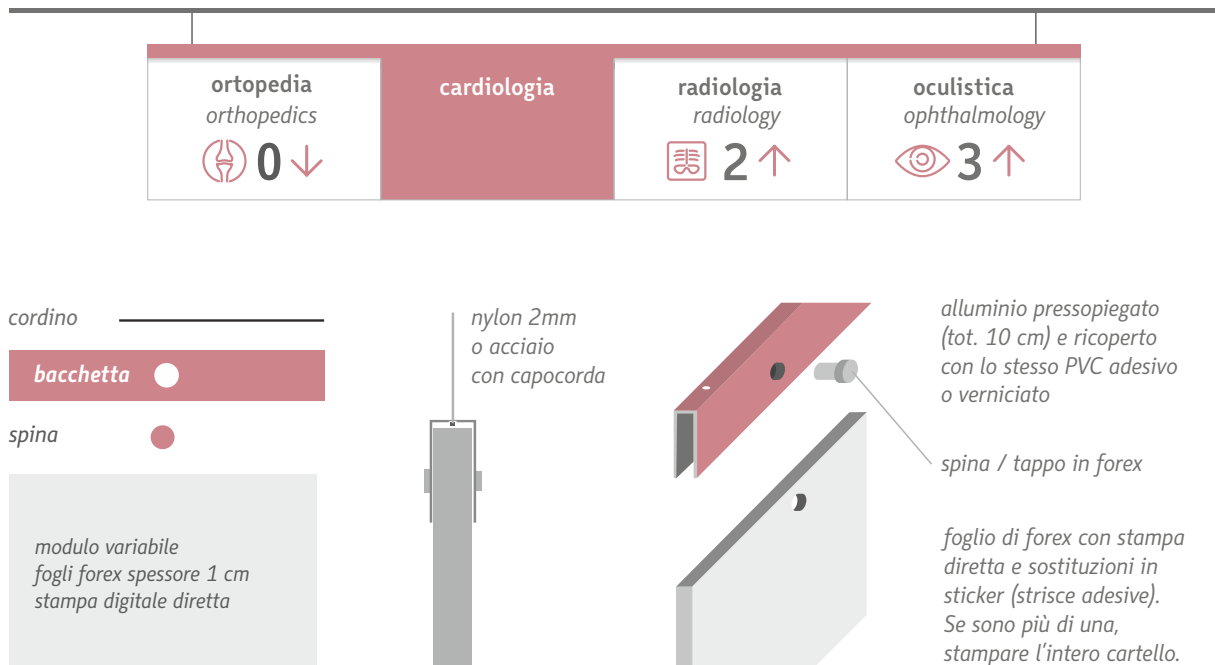 ortopedia
orthopedics
0
cardiologia
radiologia
radiology
2
oculistica
ophthalmology
3
cordino
bacchetta
spina
modulo variabile
fogli forex spessore 1 cm
stampa digitale diretta
nylon 2mm
o acciaio
con capocorda
alluminio pressopiegato
(tot. 10 cm) e ricoperto
con lo stesso PVC adesivo
o verniciato
spina / tappo in forex
foglio di forex con stampa
diretta e sostituzioni in
sticker (strisce adesive).
Se sono più di una,
stampare l'intero cartello.